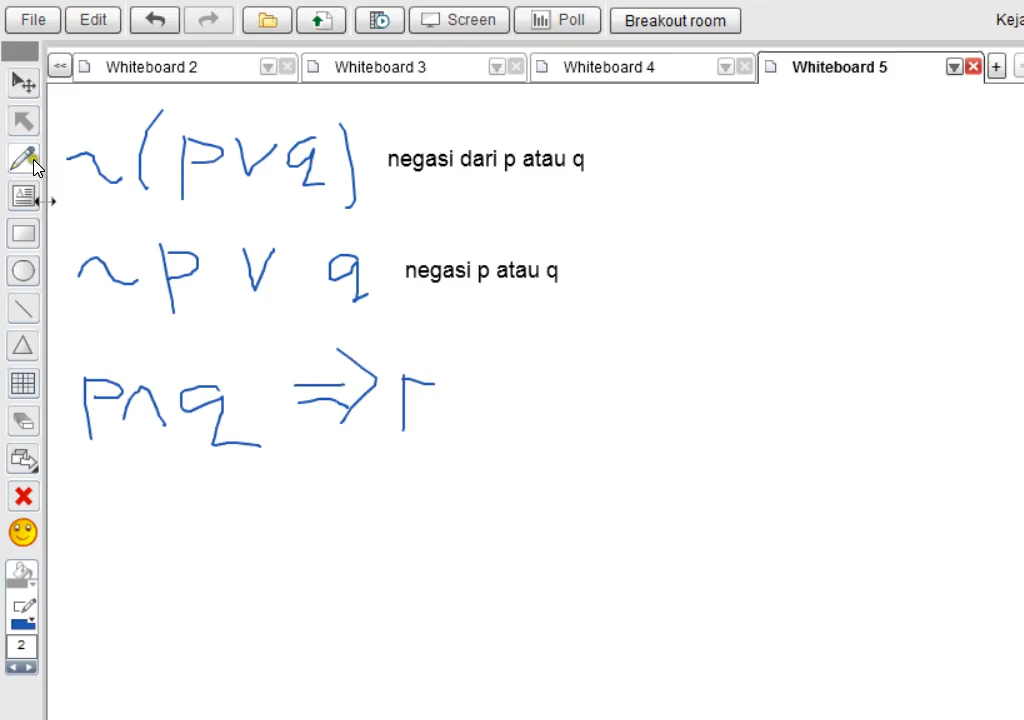 File Edit Screen Poll Breakout room Keja
<< Whiteboard 2 Whiteboard 3 Whiteboard 4 Whiteboard 5 +
~(p∨q) negasi dari p atau q
~p ∨ q negasi p atau q
p∧q ⇒ r
2